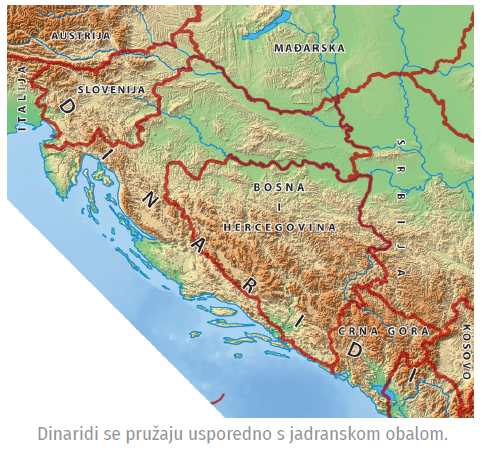 AUSTRIJA
MAĐARSKA
ITALIJA
SLOVENIJA
SRBIJA
BOSNA
I
HERCEGOVINA
DINARIDI
CRNA GORA
KOSOVO
Dinaridi se pružaju usporedno s jadranskom obalom.